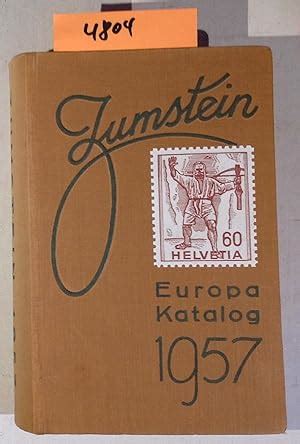 4804
Zumstein
60
HELVETIA
Europa
Katalog
1957